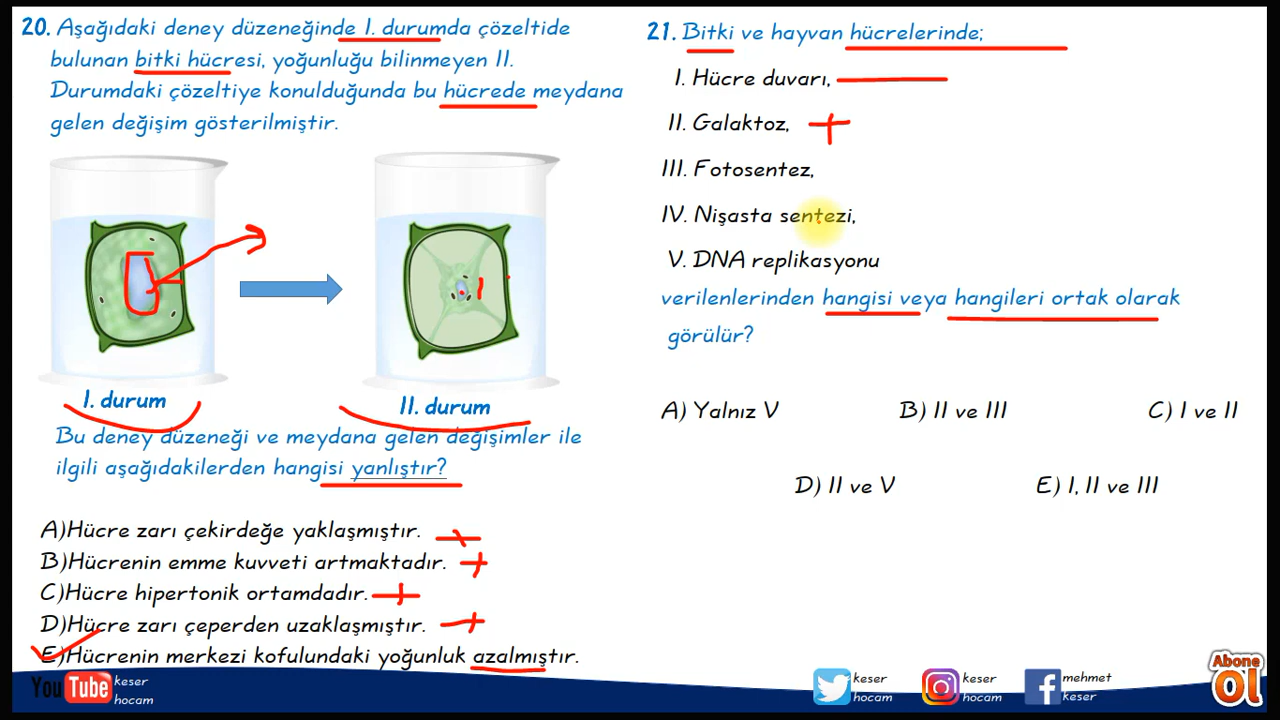 20. Aşağıdaki deney düzeneğinde I. durumda çözeltide
bulunan bitki hücresi, yoğunluğu bilinmeyen II.
Durumdaki çözeltiye konulduğunda bu hücrede meydana
gelen değişim gösterilmiştir.
I. durum
II. durum
Bu deney düzeneği ve meydana gelen değişimler ile
ilgili aşağıdakilerden hangisi yanlıştır?
A)Hücre zarı çekirdeğe yaklaşmıştır.
B)Hücrenin emme kuvveti artmaktadır.
C)Hücre hipertonik ortamdadır.
D)Hücre zarı çeperden uzaklaşmıştır.
E)Hücrenin merkezi kofulundaki yoğunluk azalmıştır.
21. Bitki ve hayvan hücrelerinde;
I. Hücre duvarı,
II. Galaktoz,
III. Fotosentez,
IV. Nişasta sentezi,
V. DNA replikasyonu
verilenlerinden hangisi veya hangileri ortak olarak
görülür?
A) Yalnız V
B) II ve III
C) I ve II
D) II ve V
E) I, II ve III
YouTube
keser
hocam
keser
hocam
keser
hocam
mehmet
keser
Abone
Ol